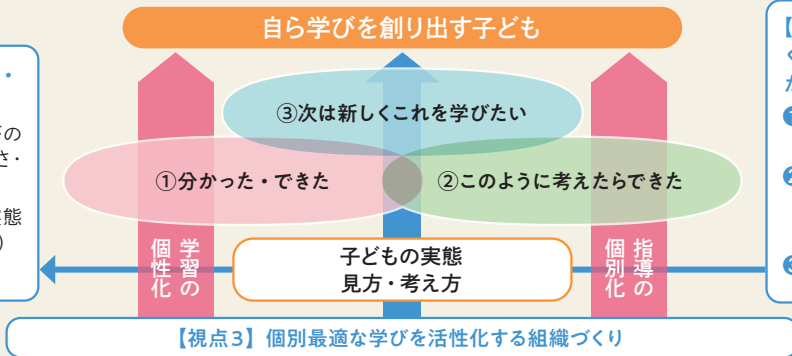 自ら学びを創り出す子ども
③次は新しくこれを学びたい
①分かった・できた
②このように考えたらできた
学習の
個性化
子どもの実態
見方・考え方
指導の
個別化
【視点3】個別最適な学びを活性化する組織づくり